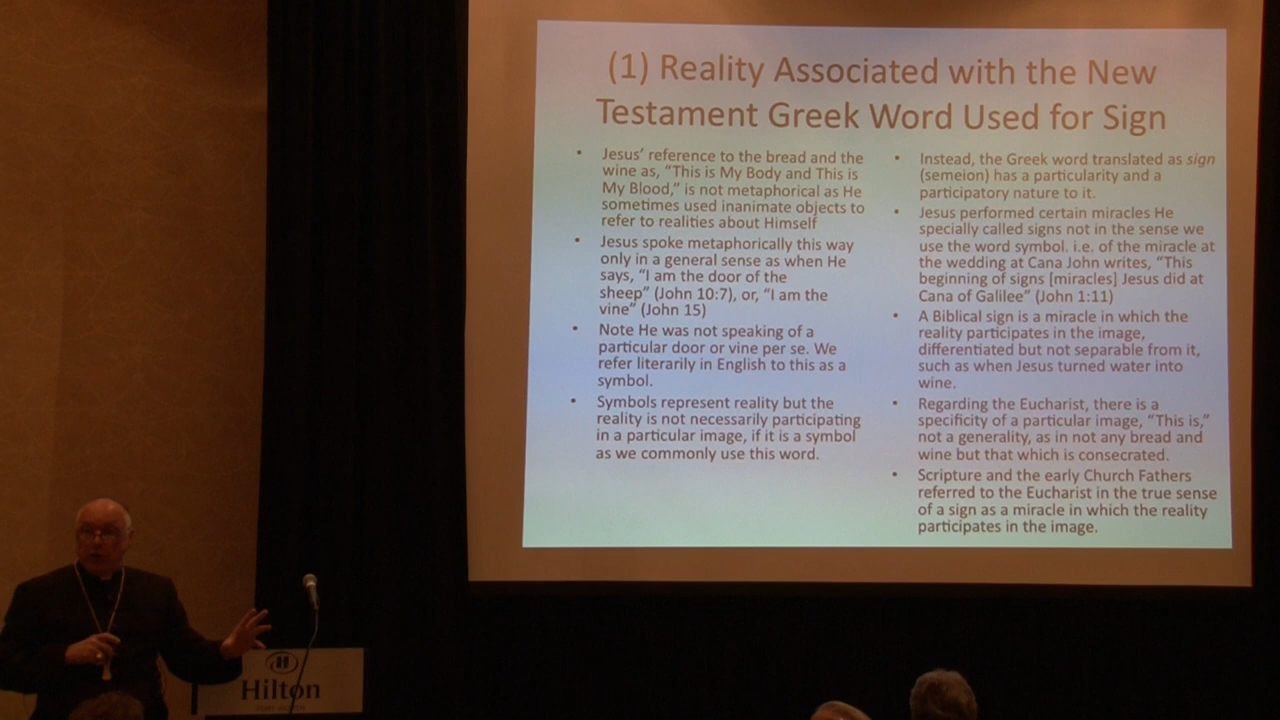 (1) Reality Associated with the New
Testament Greek Word Used for Sign
• Jesus’ reference to the bread and the
wine as, “This is My Body and This is
My Blood,” is not metaphorical as He
sometimes used inanimate objects to
refer to realities about Himself
• Jesus spoke metaphorically this way
only in a general sense as when He
says, “I am the door of the
sheep” (John 10:7), or, “I am the
vine” (John 15)
• Note He was not speaking of a
particular door or vine per se. We
refer literarily in English to this as a
symbol.
• Symbols represent reality but the
reality is not necessarily participating
in a particular image, if it is a symbol
as we commonly use this word.
• Instead, the Greek word translated as sign
(semeion) has a particularity and a
participatory nature to it.
• Jesus performed certain miracles He
specially called signs not in the sense we
use the word symbol. i.e. of the miracle at
the wedding at Cana John writes, “This
beginning of signs [miracles] Jesus did at
Cana of Galilee” (John 1:11)
• A Biblical sign is a miracle in which the
reality participates in the image,
differentiated but not separable from it,
such as when Jesus turned water into
wine.
• Regarding the Eucharist, there is a
specificity of a particular image, “This is,”
not a generality, as in not any bread and
wine but that which is consecrated.
• Scripture and the early Church Fathers
referred to the Eucharist in the true sense
of a sign as a miracle in which the reality
participates in the image.
H
Hilton